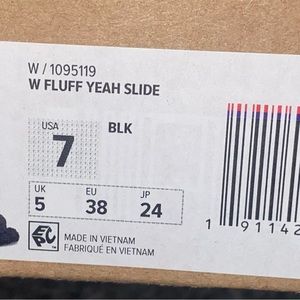 W / 1095119
W FLUFF YEAH SLIDE
USA
7
BLK
UK EU JP
5 38 24
1 91142
MADE IN VIETNAM
FABRIQUÉ EN VIETNAM